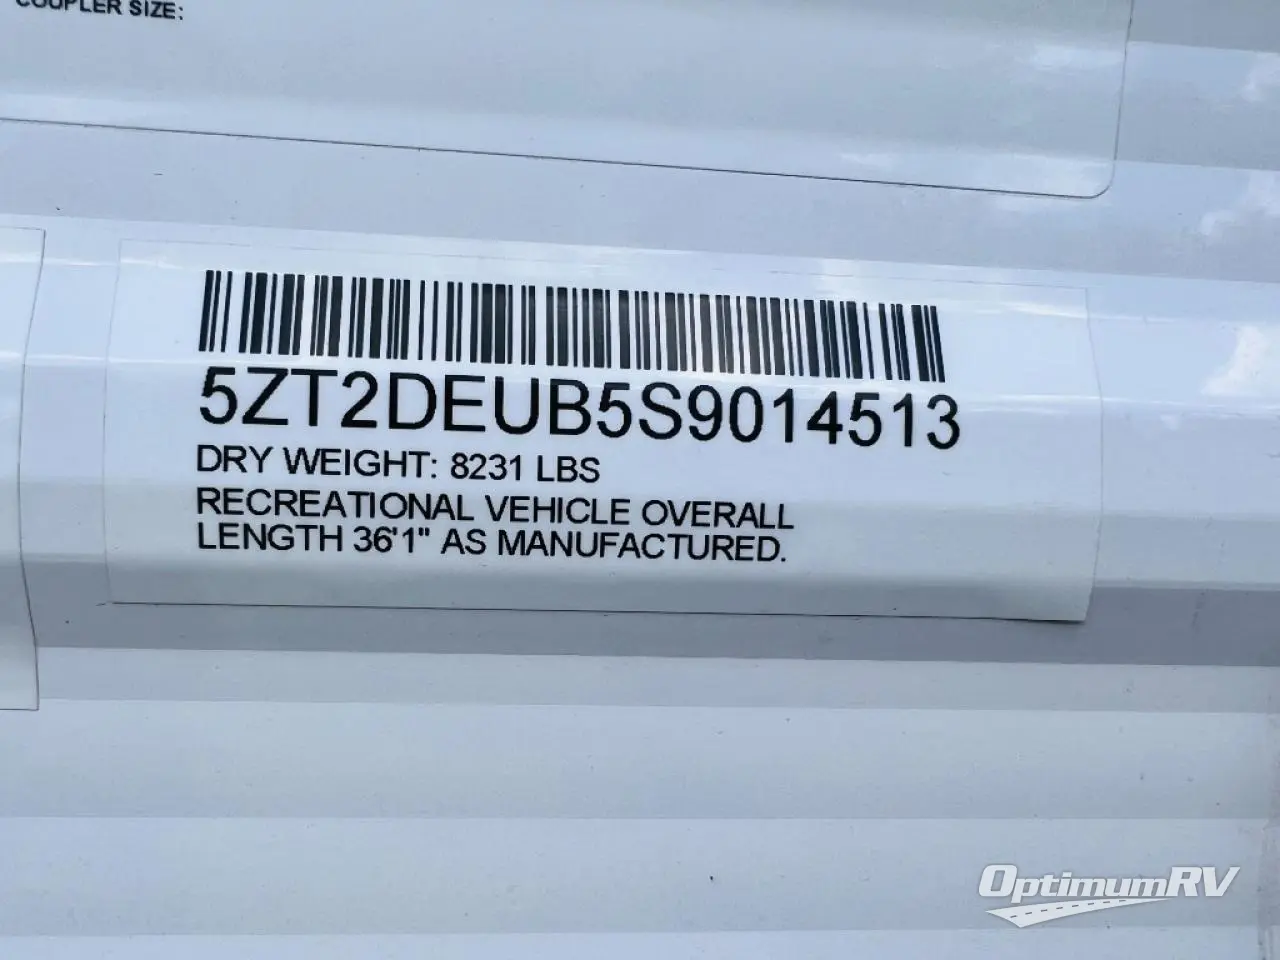 COUPLER SIZE:
5ZT2DEUB5S9014513
DRY WEIGHT: 8231 LBS
RECREATIONAL VEHICLE OVERALL
LENGTH 36'1" AS MANUFACTURED.
OptimumRV